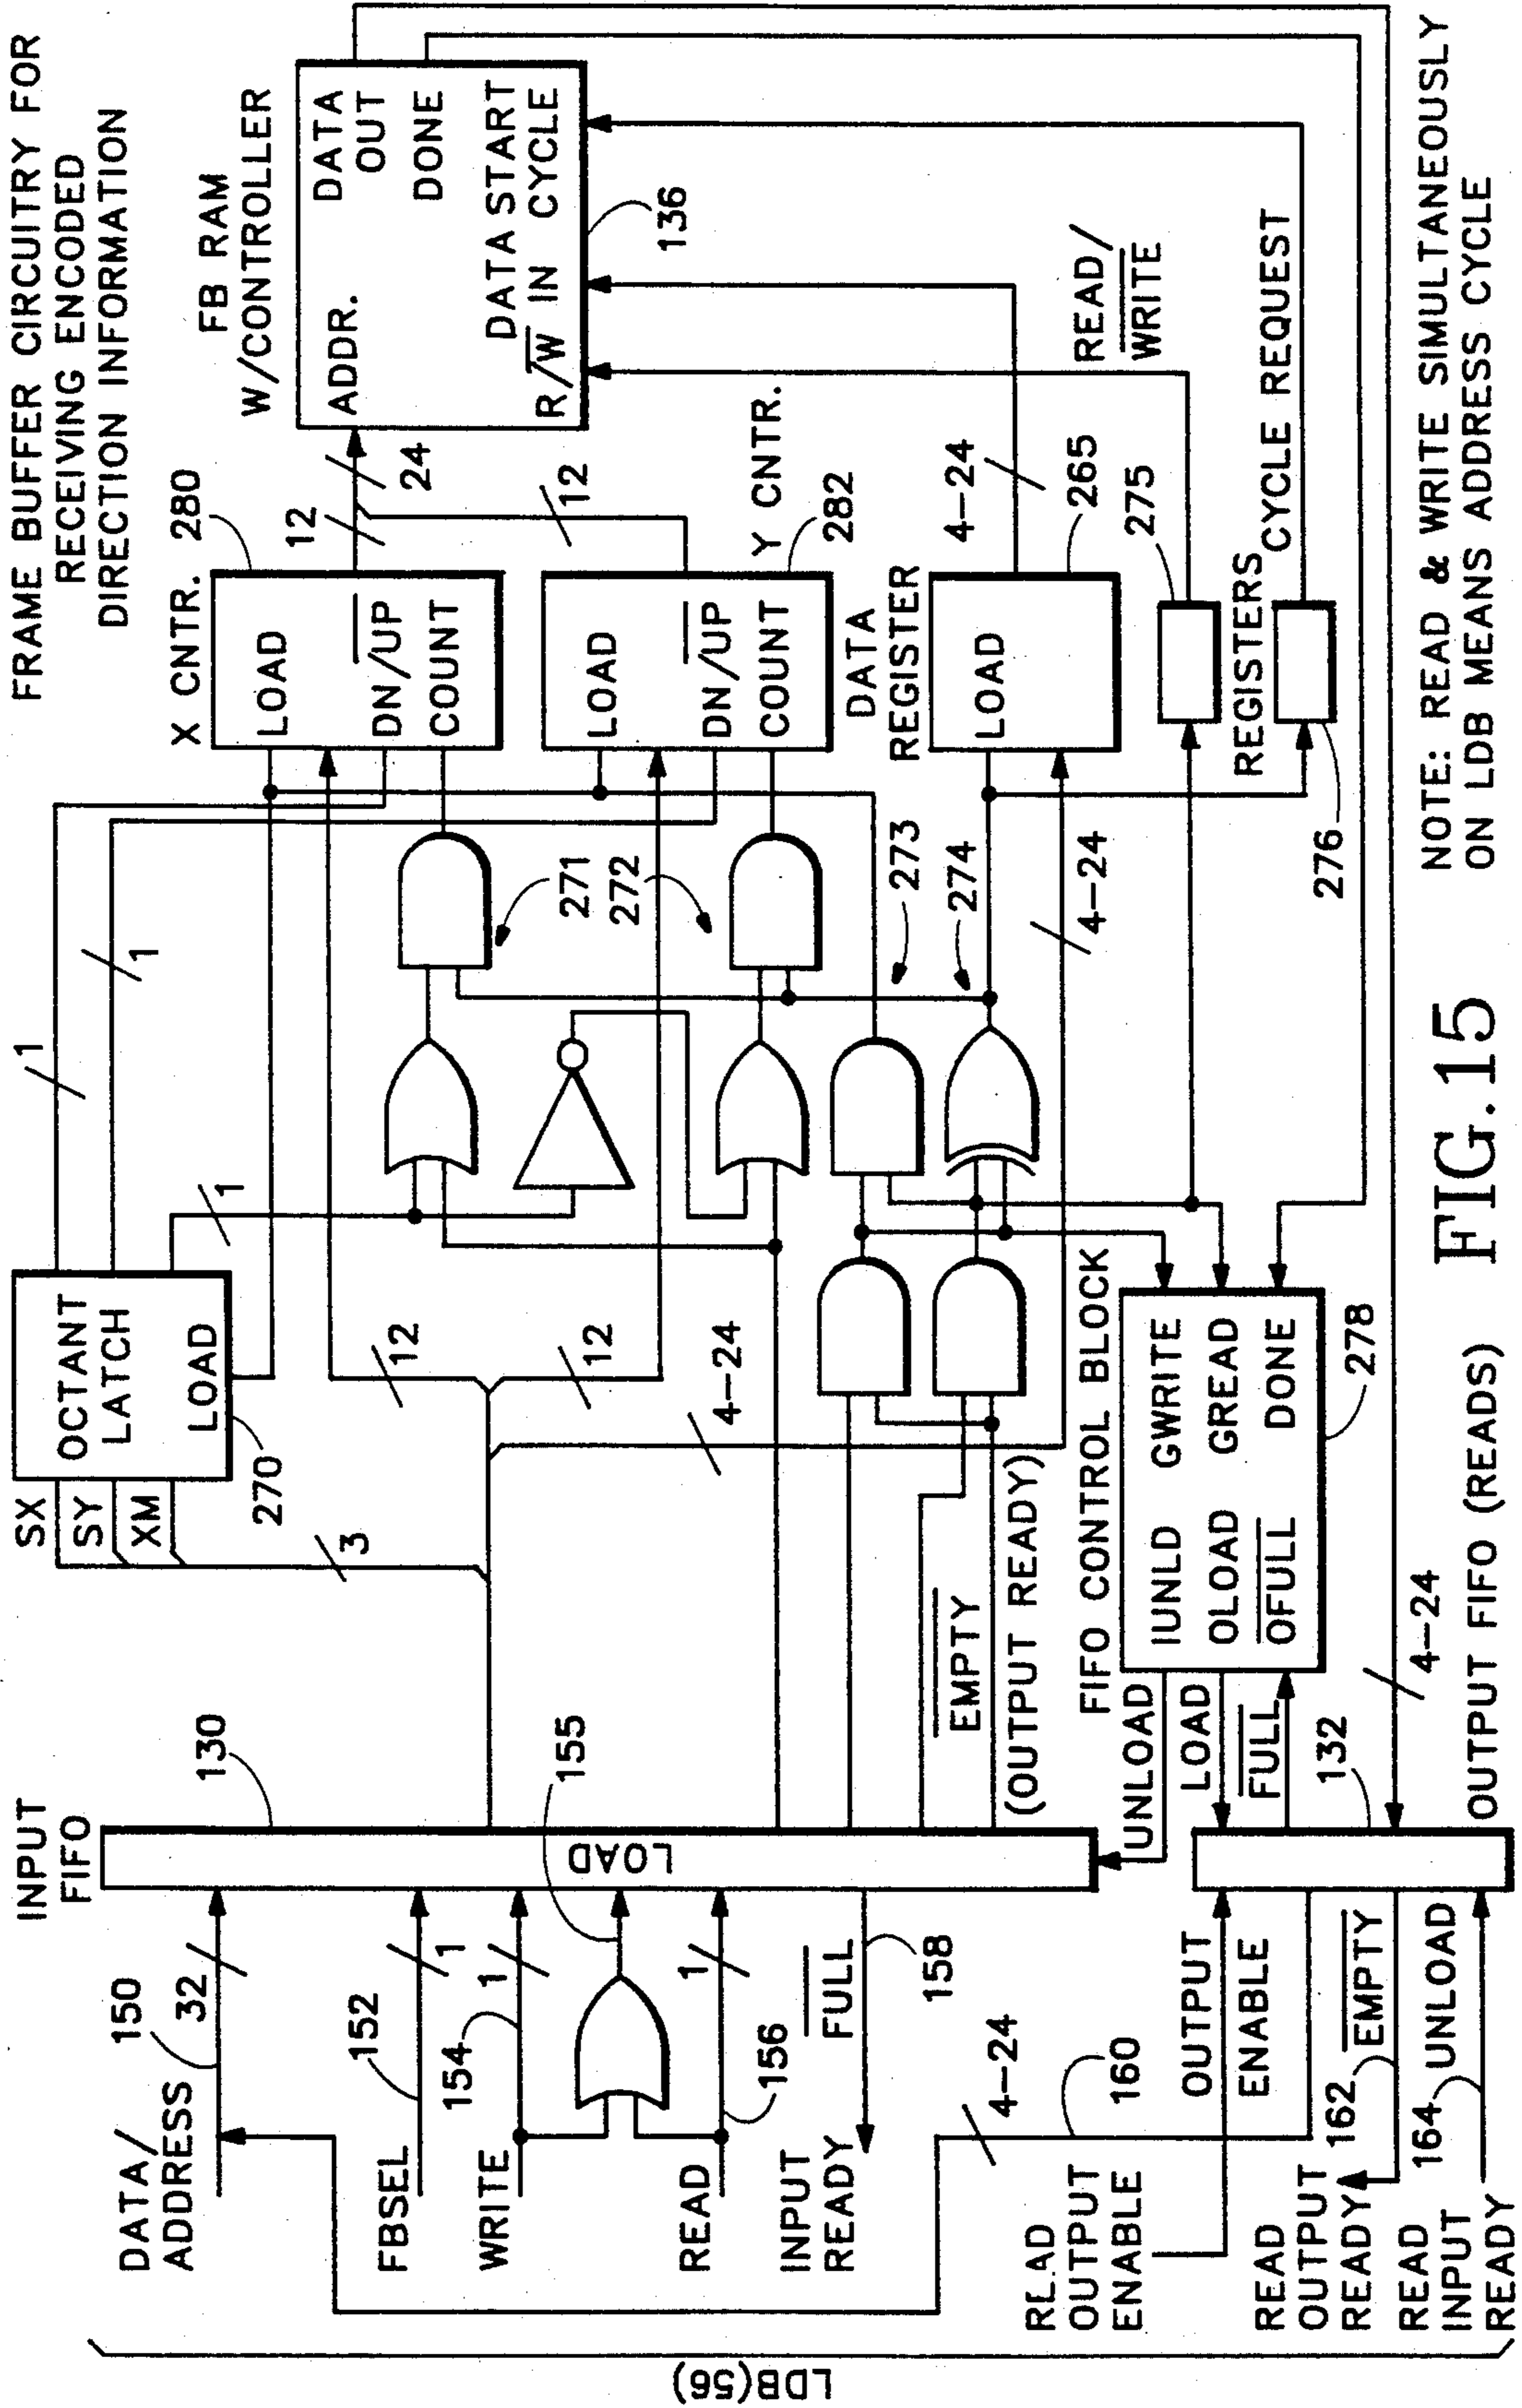 FRAME BUFFER CIRCUITRY FOR
RECEIVING ENCODED
DIRECTION INFORMATION
LDB(56)
DATA/
ADDRESS
150
32
FBSEL
152
1
WRITE
154
1
155
READ
156
1
INPUT
READY
FULL
158
INPUT
FIFO
130
LOAD
4-24
160
READ
OUTPUT
ENABLE
OUTPUT
ENABLE
READ
OUTPUT
READY
162
EMPTY
READ
INPUT
READY
164
UNLOAD
132
OUTPUT FIFO (READS)
4-24
UNLOAD
LOAD
FULL
EMPTY
(OUTPUT READY)
FIFO CONTROL BLOCK
IUNLD GWRITE
OLOAD GREAD
OFULL DONE
278
SX
SY
XM
3
OCTANT
LATCH
LOAD
270
1
1
1
12
12
4-24
271
272
273
274
4-24
X CNTR.
280
LOAD
DN/UP
COUNT
12
24
12
Y CNTR.
282
LOAD
DN/UP
COUNT
DATA
REGISTER
LOAD
4-24
265
275
REGISTERS
276
READ/
WRITE
CYCLE REQUEST
FB RAM
W/CONTROLLER
ADDR.
DATA
OUT
DONE
DATA START
R/W IN CYCLE
136
NOTE: READ & WRITE SIMULTANEOUSLY
ON LDB MEANS ADDRESS CYCLE
FIG. 15